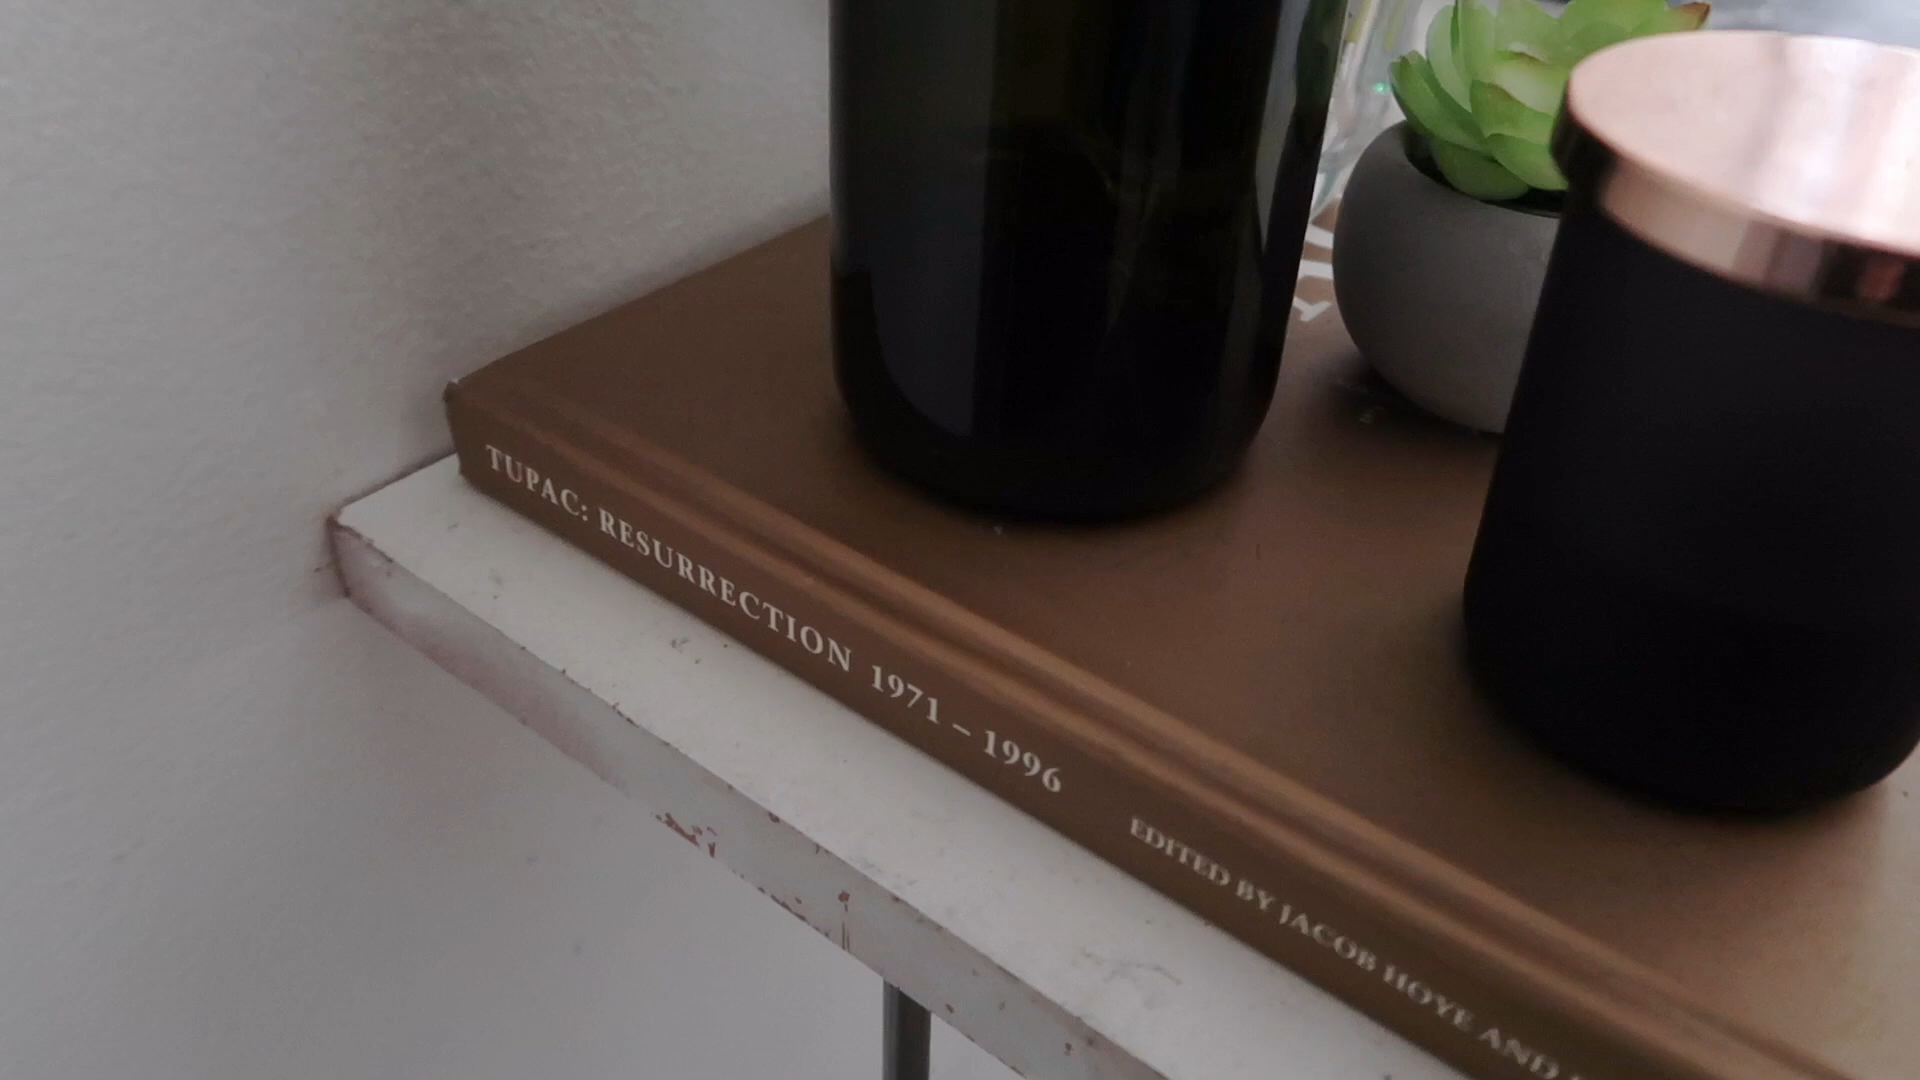 TUPAC: RESURRECTION 1971 – 1996 EDITED BY JACOB HOYE AND